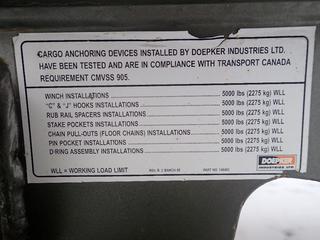 CARGO ANCHORING DEVICES INSTALLED BY DOEPKER INDUSTRIES LTD.
HAVE BEEN TESTED AND ARE IN COMPLIANCE WITH TRANSPORT CANADA
REQUIREMENT CMVSS 905.
WINCH INSTALLATIONS 5000 lbs (2275 kg) WLL
"C" & "J" HOOKS INSTALLATIONS 5000 lbs (2275 kg) WLL
RUB RAIL SPACERS INSTALLATIONS 5000 lbs (2275 kg) WLL
STAKE POCKETS INSTALLATIONS 5000 lbs (2275 kg) WLL
CHAIN PULL-OUTS (FLOOR CHAINS) INSTALLATIONS 5000 lbs (2275 kg) WLL
PIN POCKET INSTALLATIONS 5000 lbs (2275 kg) WLL
D-RING ASSEMBLY INSTALLATIONS 5000 lbs (2275 kg) WLL
DOEPKER
INDUSTRIES LTD.
WLL = WORKING LOAD LIMIT
PART NO